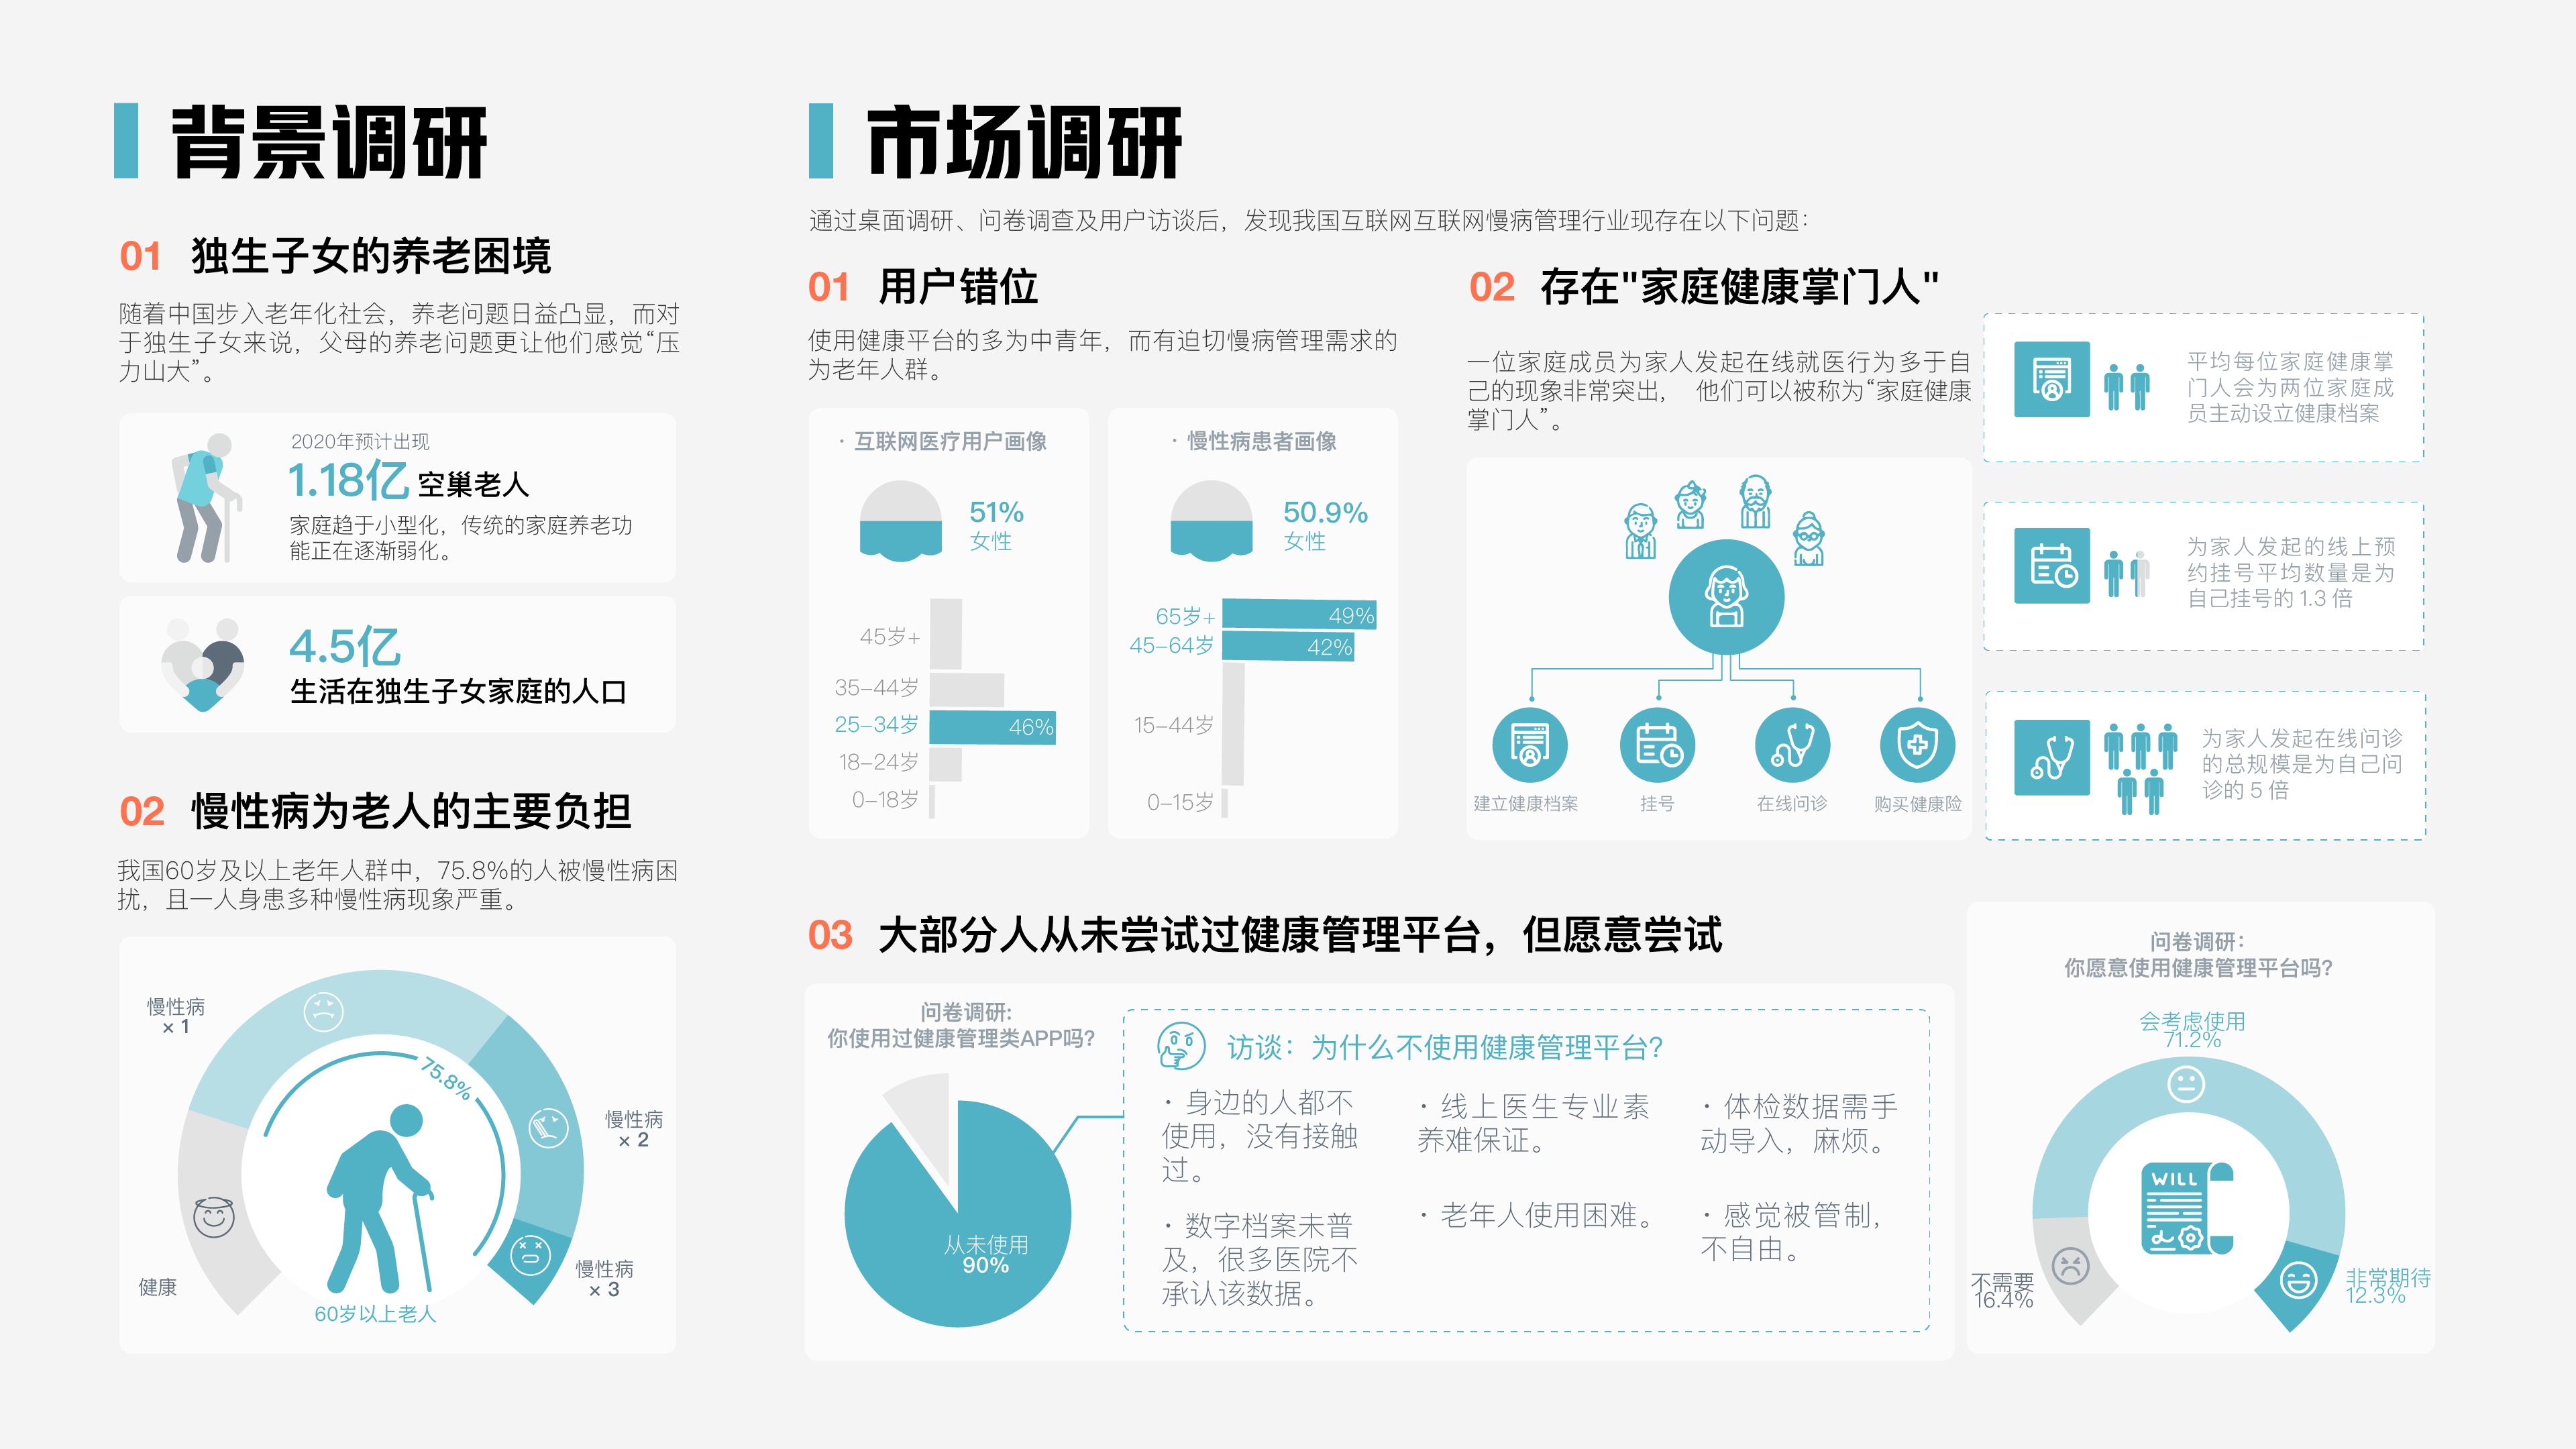 背景调研
01 独生子女的养老困境
随着中国步入老年化社会，养老问题日益凸显，而对
于独生子女来说，父母的养老问题更让他们感觉“压
力山大”。
2020年预计出现
1.18亿 空巢老人
家庭趋于小型化，传统的家庭养老功
能正在逐渐弱化。
4.5亿
生活在独生子女家庭的人口
02 慢性病为老人的主要负担
我国60岁及以上老年人群中，75.8%的人被慢性病困
扰，且一人身患多种慢性病现象严重。
慢性病
× 1
75.8%
慢性病
× 2
慢性病
× 3
健康
60岁以上老人
市场调研
通过桌面调研、问卷调查及用户访谈后，发现我国互联网互联网慢病管理行业现存在以下问题：
01 用户错位
使用健康平台的多为中青年，而有迫切慢病管理需求的
为老年人群。
· 互联网医疗用户画像
51%
女性
45岁+
35–44岁
25–34岁
46%
18–24岁
0–18岁
· 慢性病患者画像
50.9%
女性
65岁+
49%
45–64岁
42%
15–44岁
0–15岁
02 存在"家庭健康掌门人"
一位家庭成员为家人发起在线就医行为多于自
己的现象非常突出， 他们可以被称为“家庭健康
掌门人”。
建立健康档案
挂号
在线问诊
购买健康险
平均每位家庭健康掌
门人会为两位家庭成
员主动设立健康档案
为家人发起的线上预
约挂号平均数量是为
自己挂号的 1.3 倍
为家人发起在线问诊
的总规模是为自己问
诊的 5 倍
03 大部分人从未尝试过健康管理平台，但愿意尝试
问卷调研:
你使用过健康管理类APP吗?
从未使用
90%
访谈：为什么不使用健康管理平台?
· 身边的人都不
使用，没有接触
过。
· 数字档案未普
及，很多医院不
承认该数据。
· 线上医生专业素
养难保证。
· 老年人使用困难。
· 体检数据需手
动导入，麻烦。
· 感觉被管制，
不自由。
问卷调研：
你愿意使用健康管理平台吗?
会考虑使用
71.2%
WILL
不需要
16.4%
非常期待
12.3%